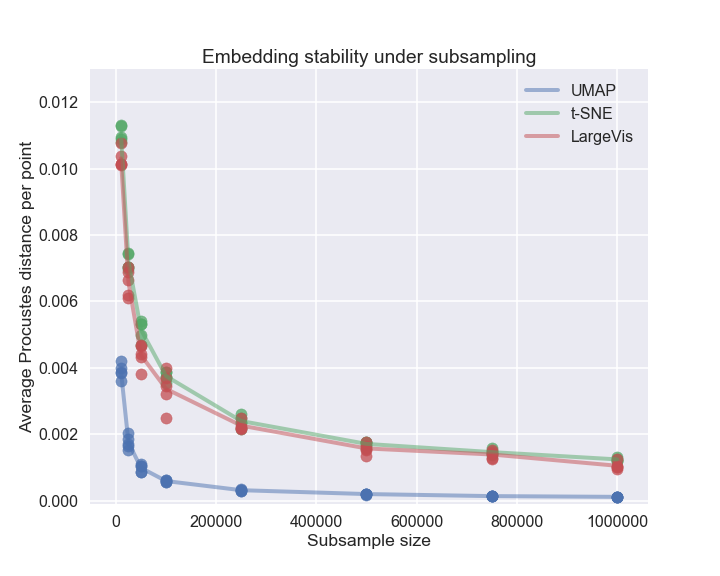 Embedding stability under subsampling
UMAP
t-SNE
LargeVis
Average Procustes distance per point
0.012
0.010
0.008
0.006
0.004
0.002
0.000
0 200000 400000 600000 800000 1000000
Subsample size